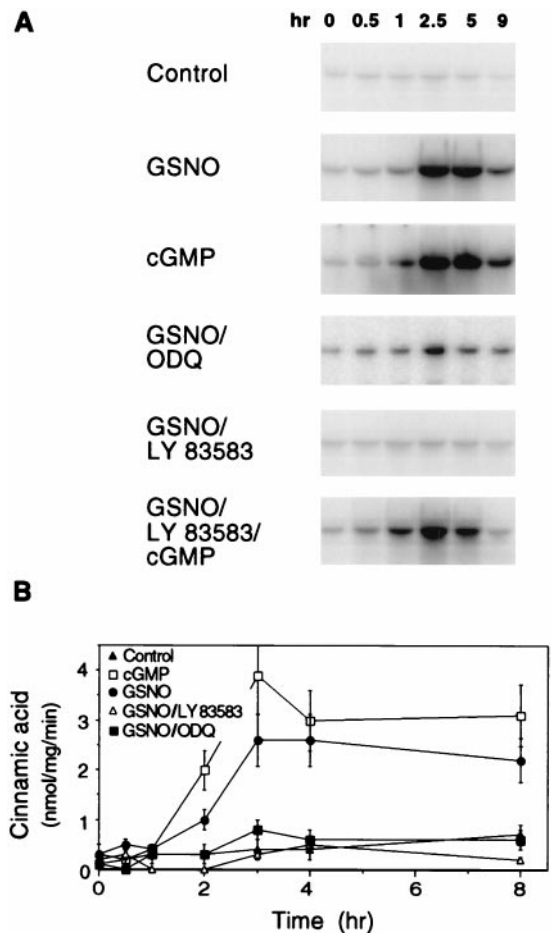 A
hr 0 0.5 1 2.5 5 9
Control
GSNO
cGMP
GSNO/
ODQ
GSNO/
LY 83583
GSNO/
LY 83583/
cGMP
B
Control
cGMP
GSNO
GSNO/LY83583
GSNO/ODQ
Cinnamic acid
(nmol/mg/min)
4
3
2
1
0
0 2 4 6 8
Time (hr)